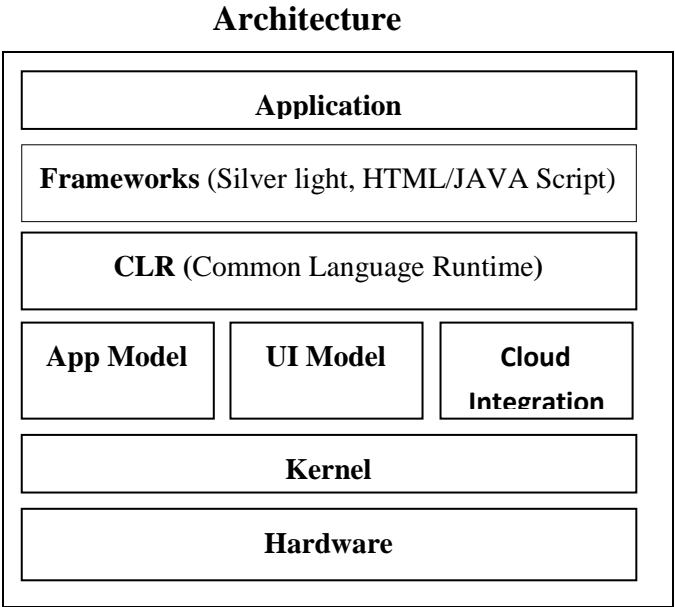 Architecture
Application
Frameworks (Silver light, HTML/JAVA Script)
CLR (Common Language Runtime)
App Model
UI Model
Cloud
Integration
Kernel
Hardware